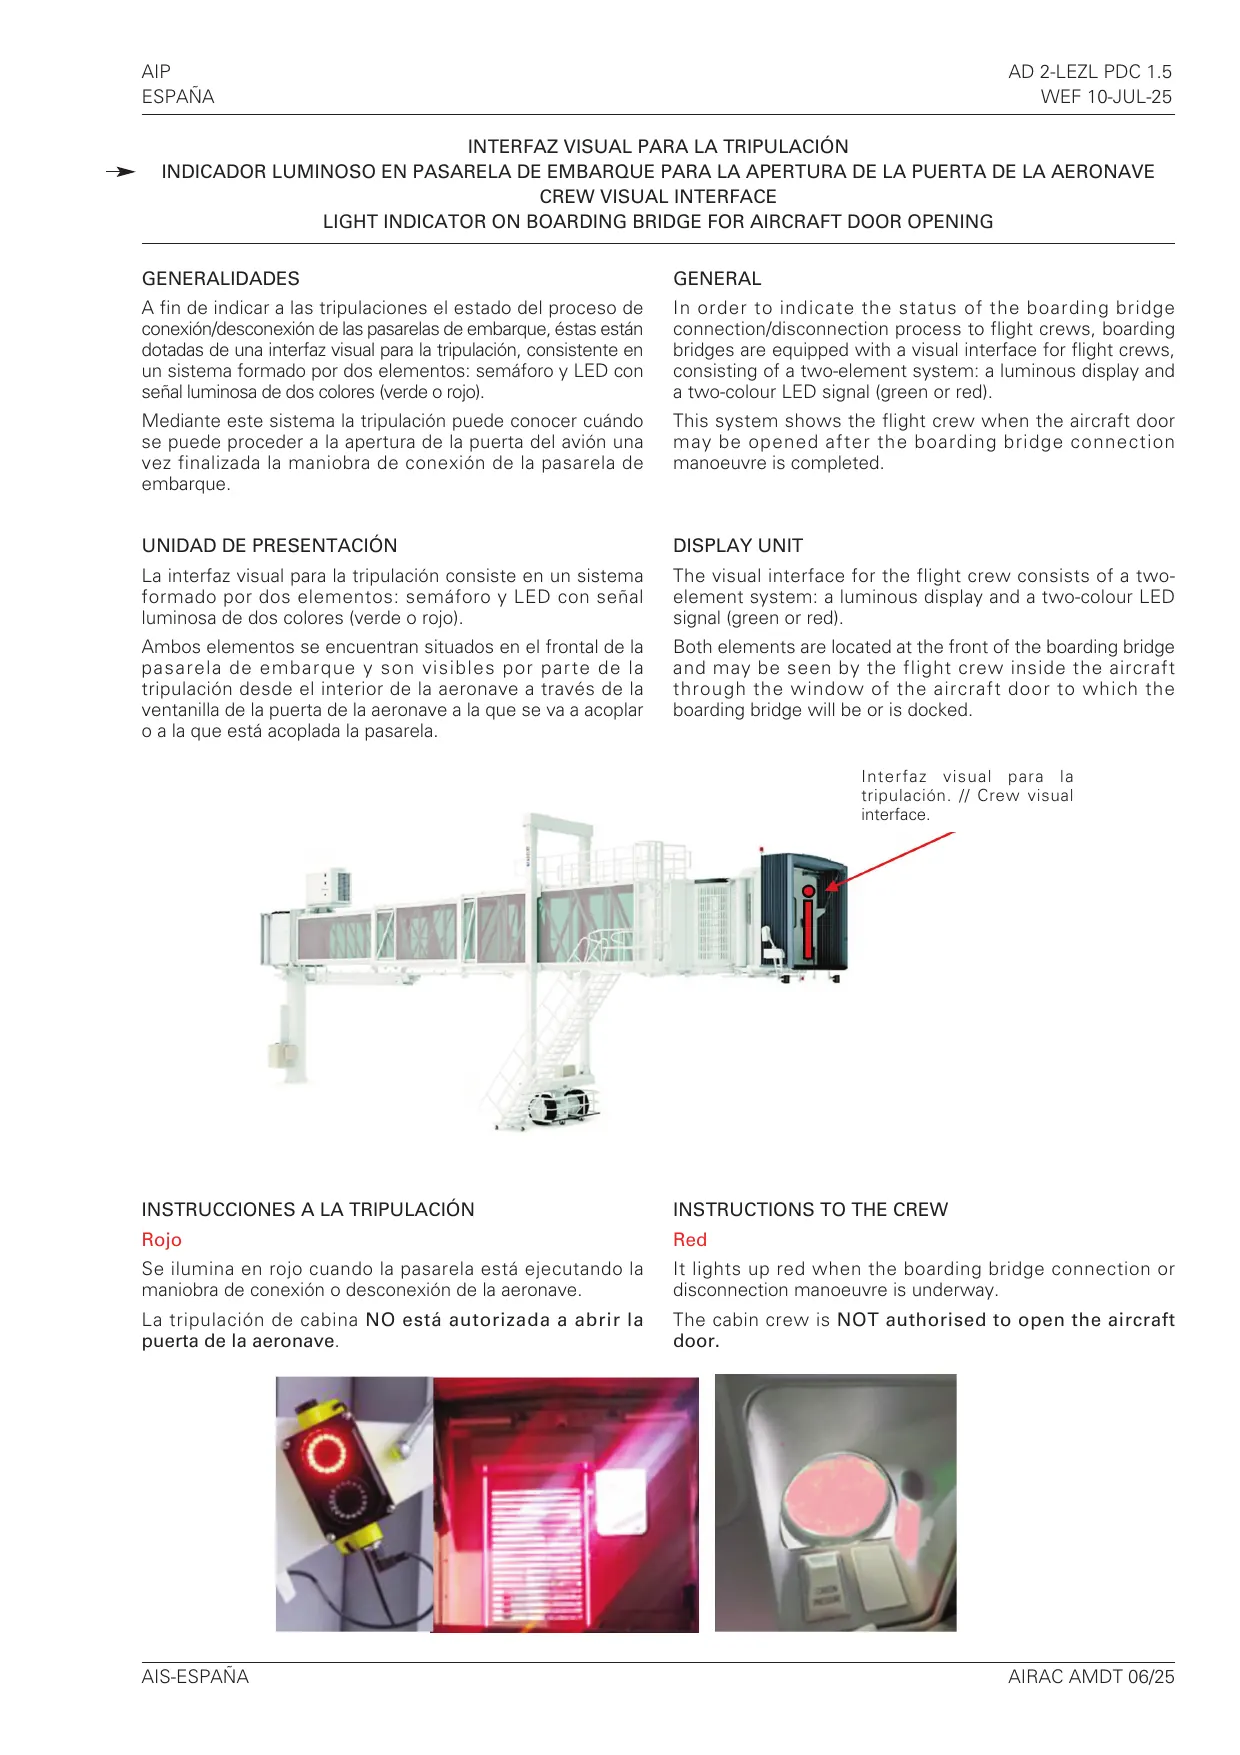 AIP
ESPAÑA
AD 2-LEZL PDC 1.5
WEF 10-JUL-25
INTERFAZ VISUAL PARA LA TRIPULACIÓN
INDICADOR LUMINOSO EN PASARELA DE EMBARQUE PARA LA APERTURA DE LA PUERTA DE LA AERONAVE
CREW VISUAL INTERFACE
LIGHT INDICATOR ON BOARDING BRIDGE FOR AIRCRAFT DOOR OPENING
GENERALIDADES
A fin de indicar a las tripulaciones el estado del proceso de
conexión/desconexión de las pasarelas de embarque, éstas están
dotadas de una interfaz visual para la tripulación, consistente en
un sistema formado por dos elementos: semáforo y LED con
señal luminosa de dos colores (verde o rojo).
Mediante este sistema la tripulación puede conocer cuándo
se puede proceder a la apertura de la puerta del avión una
vez finalizada la maniobra de conexión de la pasarela de
embarque.
GENERAL
In order to indicate the status of the boarding bridge
connection/disconnection process to flight crews, boarding
bridges are equipped with a visual interface for flight crews,
consisting of a two-element system: a luminous display and
a two-colour LED signal (green or red).
This system shows the flight crew when the aircraft door
may be opened after the boarding bridge connection
manoeuvre is completed.
UNIDAD DE PRESENTACIÓN
La interfaz visual para la tripulación consiste en un sistema
formado por dos elementos: semáforo y LED con señal
luminosa de dos colores (verde o rojo).
Ambos elementos se encuentran situados en el frontal de la
pasarela de embarque y son visibles por parte de la
tripulación desde el interior de la aeronave a través de la
ventanilla de la puerta de la aeronave a la que se va a acoplar
o a la que está acoplada la pasarela.
DISPLAY UNIT
The visual interface for the flight crew consists of a two-
element system: a luminous display and a two-colour LED
signal (green or red).
Both elements are located at the front of the boarding bridge
and may be seen by the flight crew inside the aircraft
through the window of the aircraft door to which the
boarding bridge will be or is docked.
Interfaz visual para la
tripulación. // Crew visual
interface.
INSTRUCCIONES A LA TRIPULACIÓN
Rojo
Se ilumina en rojo cuando la pasarela está ejecutando la
maniobra de conexión o desconexión de la aeronave.
La tripulación de cabina NO está autorizada a abrir la
puerta de la aeronave.
INSTRUCTIONS TO THE CREW
Red
It lights up red when the boarding bridge connection or
disconnection manoeuvre is underway.
The cabin crew is NOT authorised to open the aircraft
door.
AIS-ESPAÑA
AIRAC AMDT 06/25